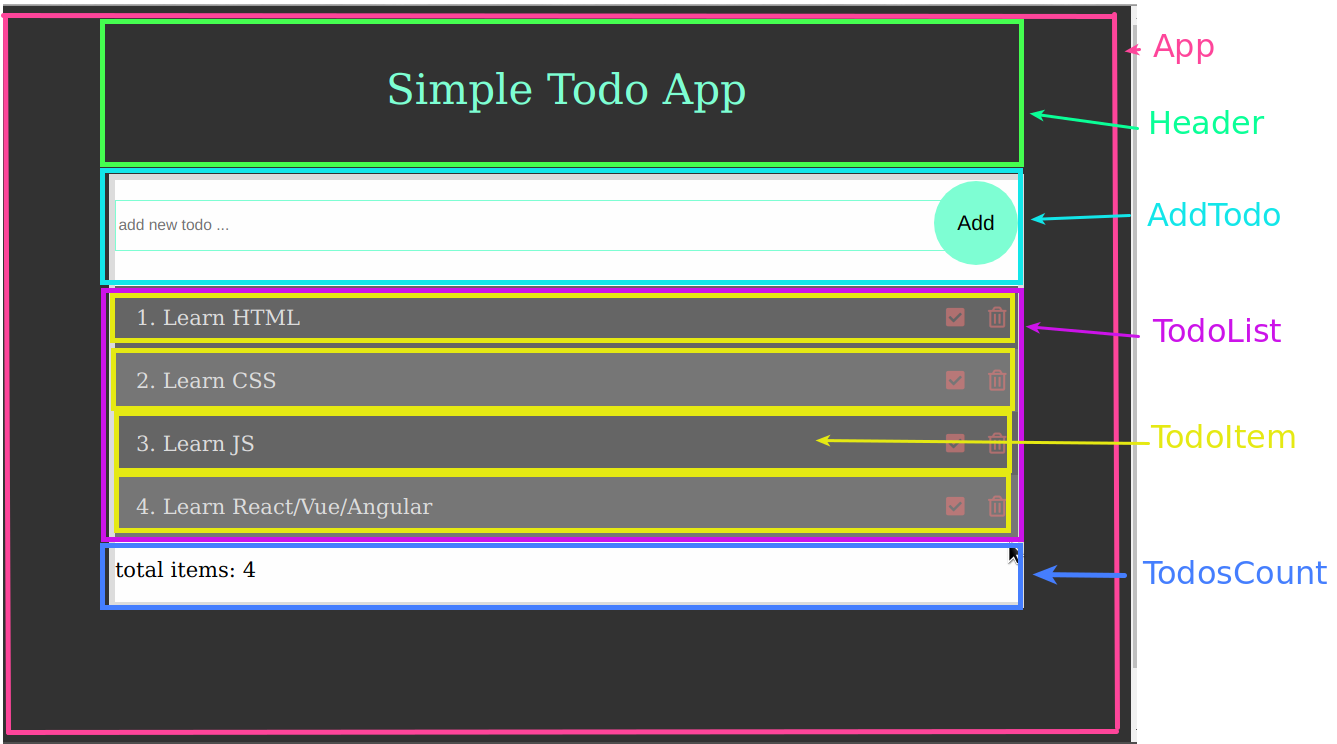 App
Simple Todo App
Header
add new todo ...
Add
AddTodo
1. Learn HTML
TodoList
2. Learn CSS
3. Learn JS
TodoItem
4. Learn React/Vue/Angular
total items: 4
TodosCount